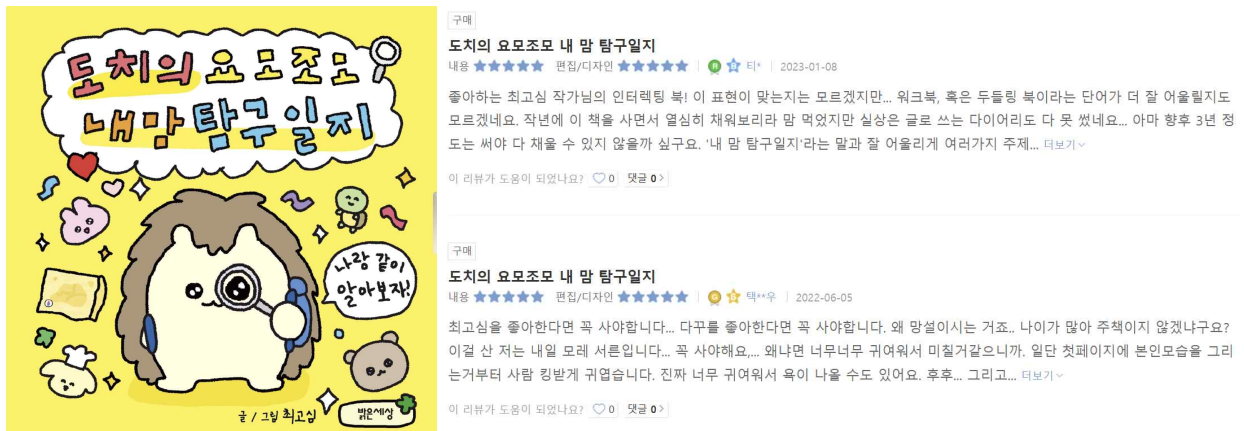 도치의 요모조모
내 맘 탐구일지
나랑 같이
알아보자!
글 / 그림 최고심
밝은세상
구매
도치의 요모조모 내 맘 탐구일지
내용 ★★★★★ 편집/디자인 ★★★★★ | R B 티* | 2023-01-08
좋아하는 최고심 작가님의 인터렉팅 북! 이 표현이 맞는지는 모르겠지만... 워크북, 혹은 두들링 북이라는 단어가 더 잘 어울릴지도
모르겠네요. 작년에 이 책을 사면서 열심히 채워보리라 맘 먹었지만 실상은 글로 쓰는 다이어리도 다 못 썼네요... 아마 향후 3년 정
도는 써야 다 채울 수 있지 않을까 싶구요. '내 맘 탐구일지'라는 말과 잘 어울리게 여러가지 주제... 더보기
이 리뷰가 도움이 되었나요? 0 댓글 0
구매
도치의 요모조모 내 맘 탐구일지
내용 ★★★★★ 편집/디자인 ★★★★★ | G 택**우 | 2022-06-05
최고심을 좋아한다면 꼭 사야합니다... 다꾸를 좋아한다면 꼭 사야합니다. 왜 망설이시는 거죠.. 나이가 많아 주책이지 않겠냐구요?
이걸 산 저는 내일 모레 서른입니다... 꼭 사야해요,... 왜냐면 너무너무 귀여워서 미칠거같으니까. 일단 첫페이지에 본인모습을 그리
는거부터 사람 킹받게 귀엽습니다. 진짜 너무 귀여워서 욕이 나올 수도 있어요. 후후... 그리고... 더보기
이 리뷰가 도움이 되었나요? 0 댓글 0